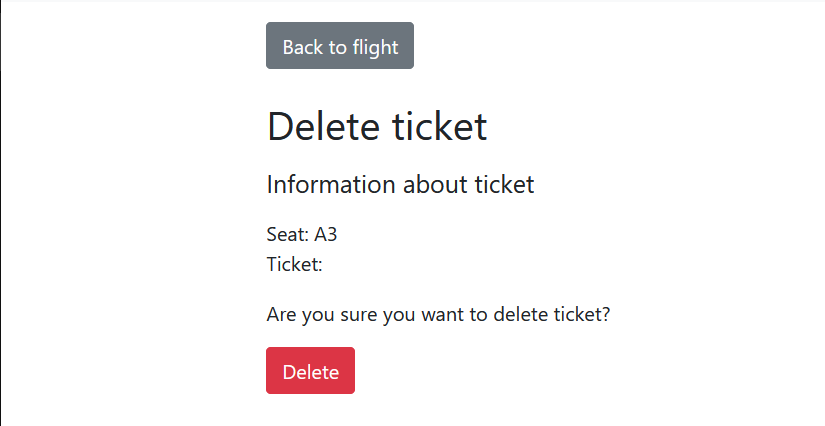 Back to flight
Delete ticket
Information about ticket
Seat: A3
Ticket:
Are you sure you want to delete ticket?
Delete